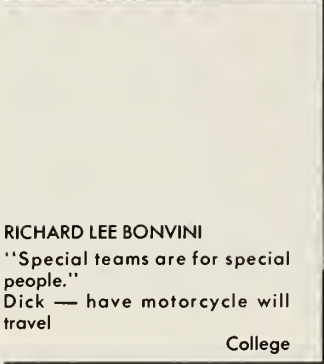 RICHARD LEE BONVINI
''Special teams are for special
people.''
Dick — have motorcycle will
travel
College